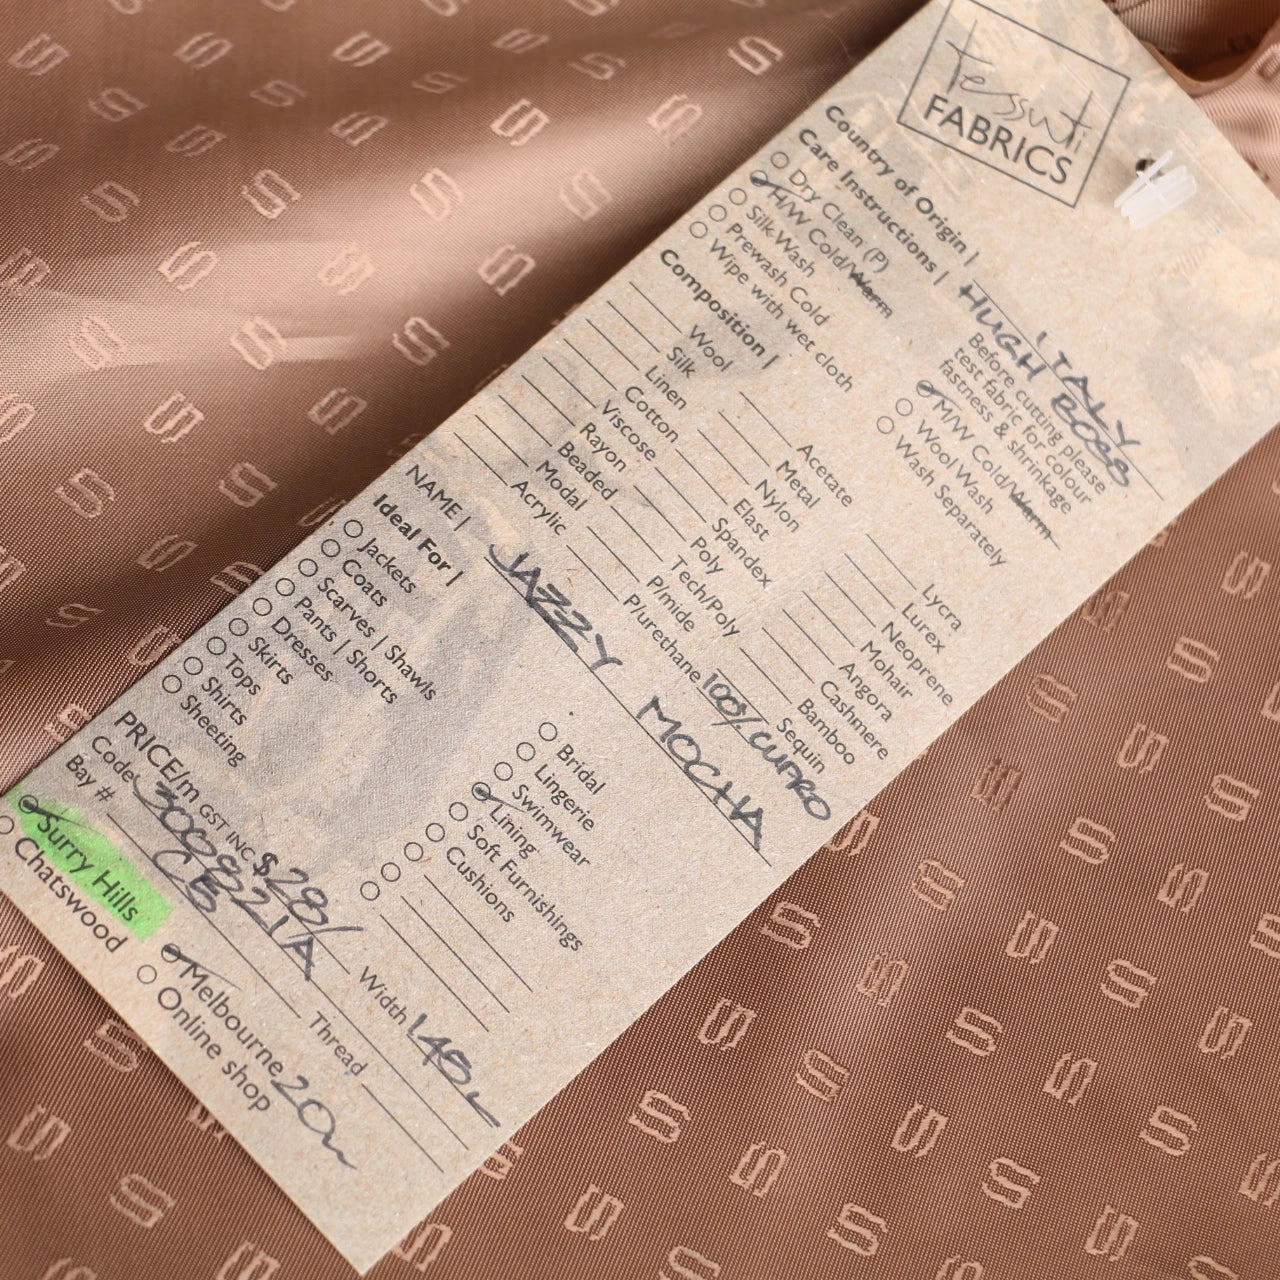 Tessuti
FABRICS
Country of Origin | ITALY
HUGH BOSS
Care Instructions |
Before cutting please
test fabric for colour
fastness & shrinkage
Dry Clean (P)
H/W Cold/Warm
M/W Cold/Warm
Silk Wash
Wool Wash
Prewash Cold
Wash Separately
Wipe with wet cloth
Composition |
Wool
Acetate
Lycra
Silk
Metal
Lurex
Linen
Nylon
Neoprene
Cotton
Elast
Mohair
Viscose
Spandex
Angora
Rayon
Poly
Cashmere
Beaded
Tech/Poly
Bamboo
Modal
P/mide
Sequin
Acrylic
P/urethane
100% CUPRO
NAME | JAZZY MOCHA
Ideal For |
Jackets
Bridal
Coats
Lingerie
Scarves | Shawls
Swimwear
Pants | Shorts
Lining
Dresses
Soft Furnishings
Skirts
Cushions
Tops
Shirts
Sheeting
PRICE/m GST INC $ 29/
Width 148
Code 300821A
Thread
Bay # CB
Surry Hills
Melbourne 20m
Chatswood
Online shop